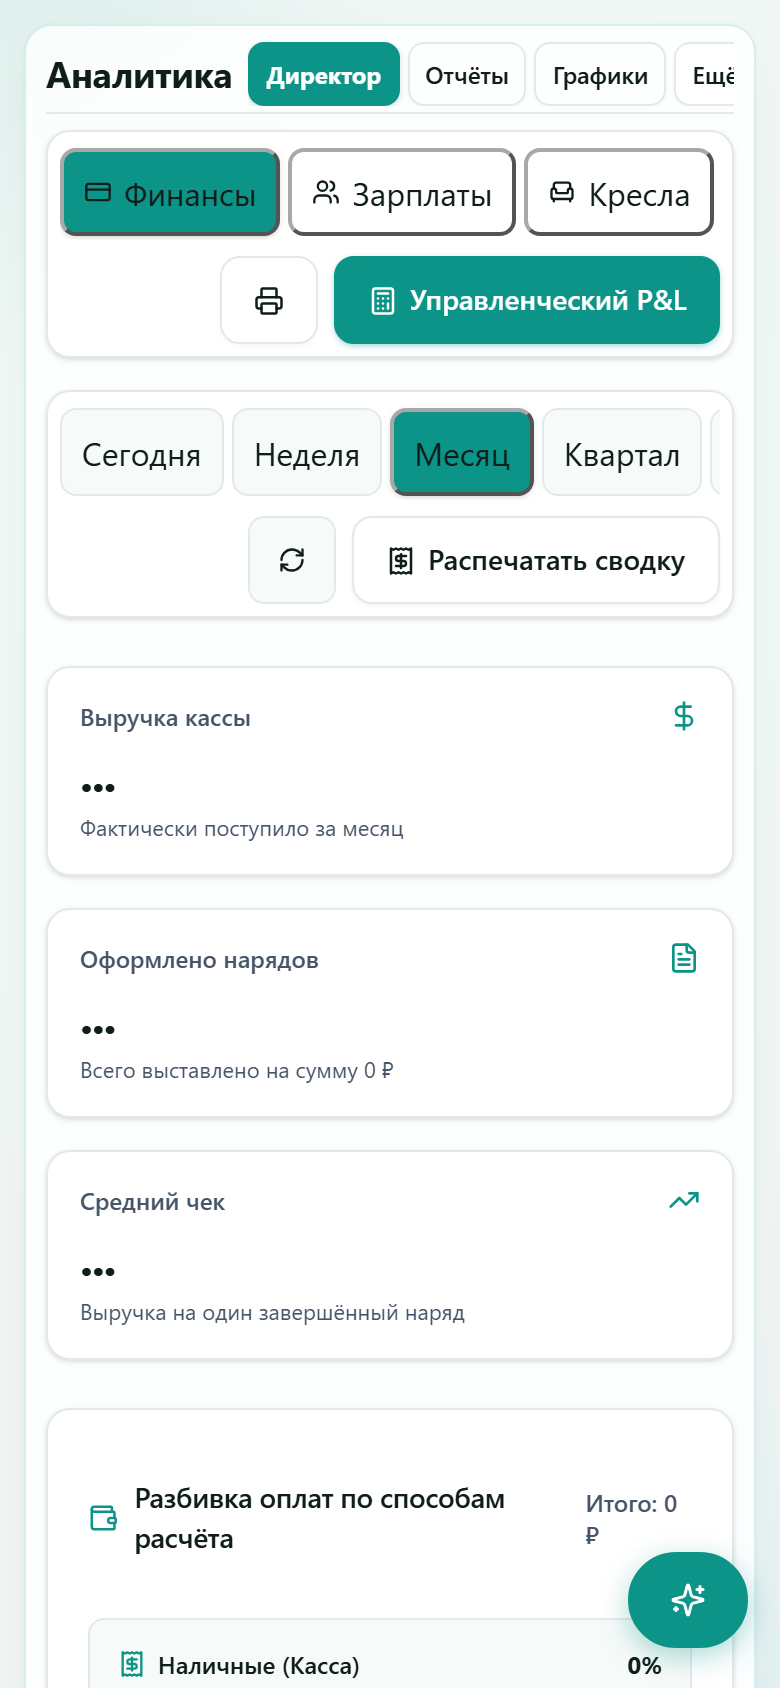 Аналитика Директор Отчёты Графики Ещё
Финансы Зарплаты Кресла
Управленческий P&L
Сегодня Неделя Месяц Квартал
Распечатать сводку
Выручка кассы
•••
Фактически поступило за месяц
Оформлено нарядов
•••
Всего выставлено на сумму 0 ₽
Средний чек
•••
Выручка на один завершённый наряд
Разбивка оплат по способам
расчёта
Итого: 0
₽
Наличные (Касса) 0%